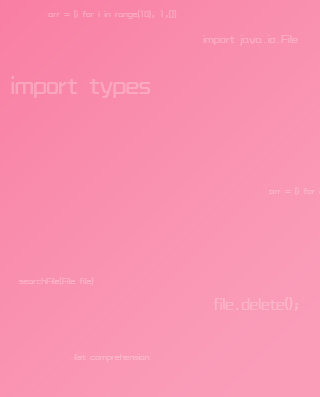 arr = [] for i in range(10), 1,[]]
import java.io.File
import types
arr = [] for i
searchFile(File file)
file.delete();
list comprehension